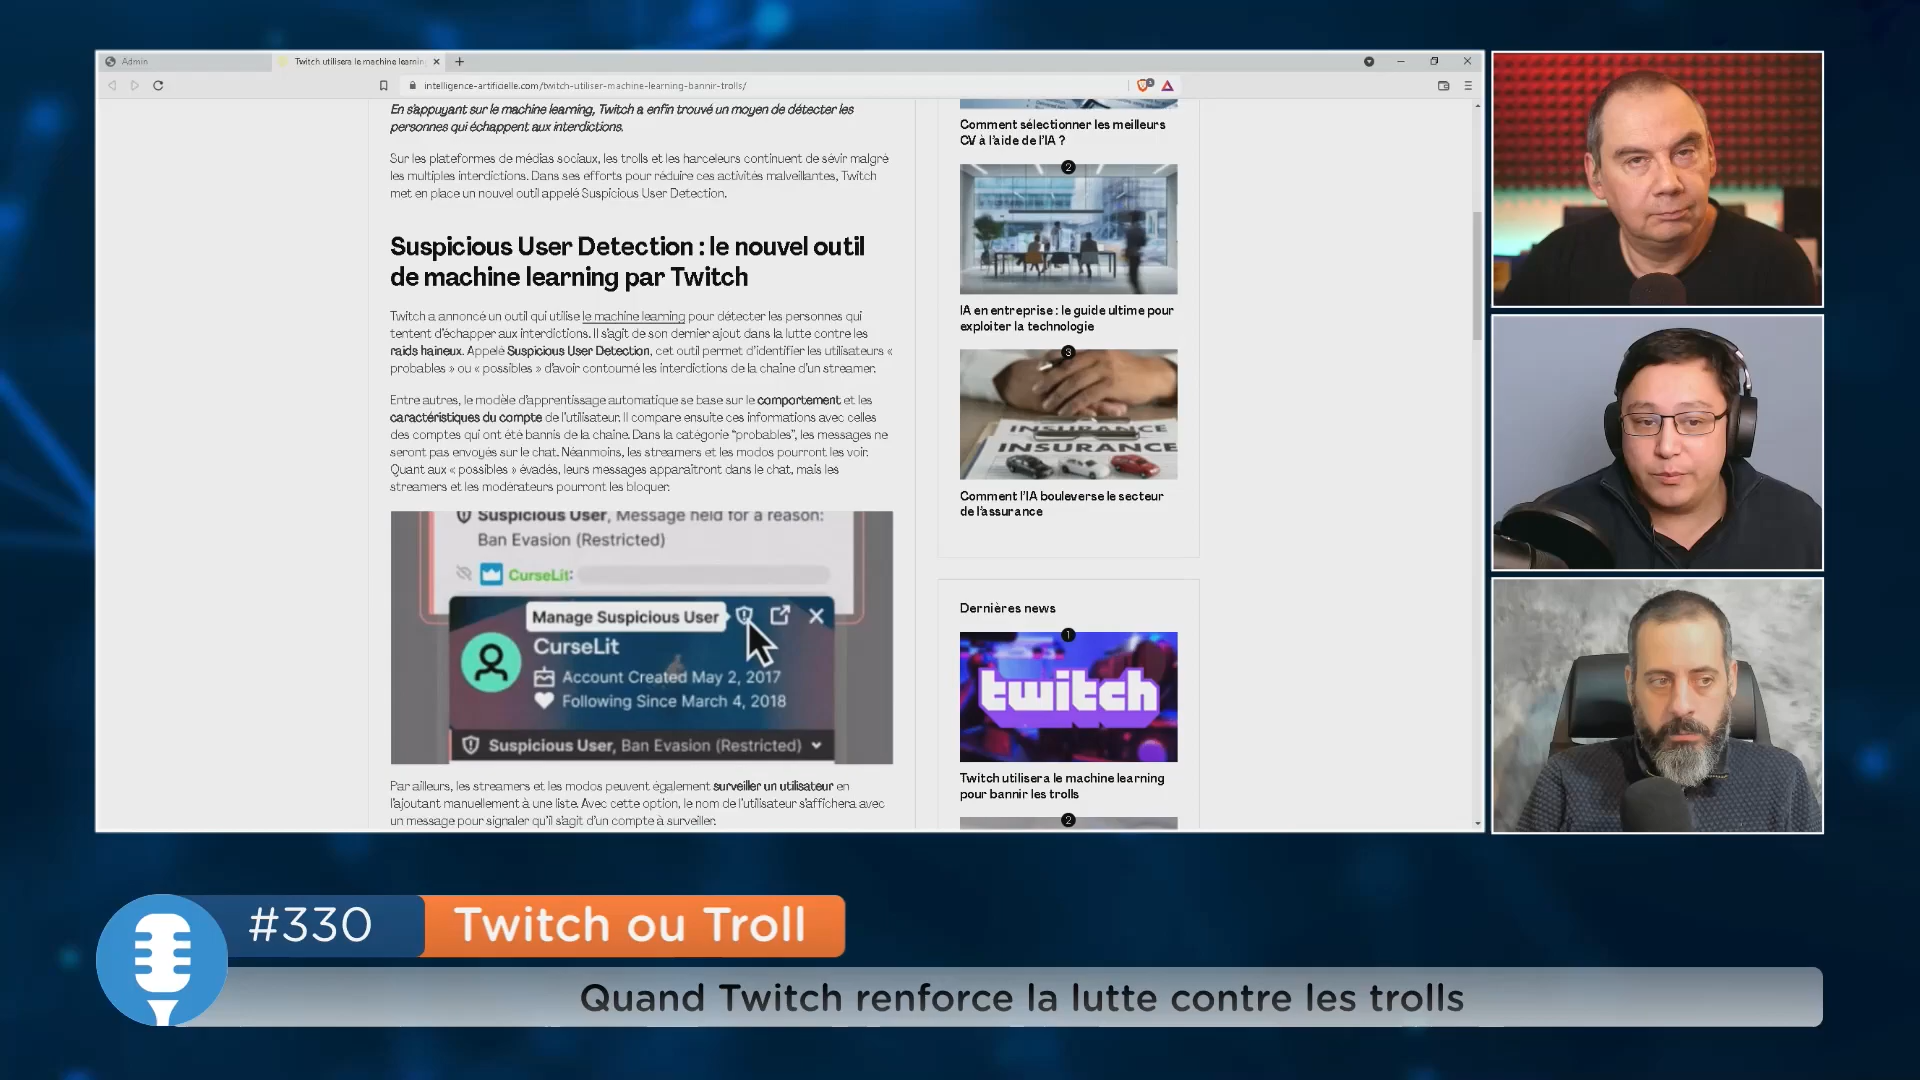 Admin
Twitch utilisera le machine learnin
intelligence-artificielle.com/twitch-utiliser-machine-learning-bannir-trolls/
En s'appuyant sur le machine learning, Twitch a enfin trouvé un moyen de détecter les
personnes qui échappent aux interdictions.
Sur les plateformes de médias sociaux, les trolls et les harceleurs continuent de sévir malgré
les multiples interdictions. Dans ses efforts pour réduire ces activités malveillantes, Twitch
met en place un nouvel outil appelé Suspicious User Detection.
Suspicious User Detection : le nouvel outil
de machine learning par Twitch
Twitch a annoncé un outil qui utilise le machine learning pour détecter les personnes qui
tentent d'échapper aux interdictions. Il s'agit de son dernier ajout dans la lutte contre les
raids haineux. Appelé Suspicious User Detection, cet outil permet d'identifier les utilisateurs «
probables » ou « possibles » d'avoir contourné les interdictions de la chaîne d'un streamer.
Entre autres, le modèle d'apprentissage automatique se base sur le comportement et les
caractéristiques du compte de l'utilisateur. Il compare ensuite ces informations avec celles
des comptes qui ont été bannis de la chaîne. Dans la catégorie "probables", les messages ne
seront pas envoyés sur le chat. Néanmoins, les streamers et les modos pourront les voir.
Quant aux « possibles » évadés, leurs messages apparaîtront dans le chat, mais les
streamers et les modérateurs pourront les bloquer.
Suspicious User, Message held for a reason:
Ban Evasion (Restricted)
CurseLit:
Manage Suspicious User
CurseLit
Account Created May 2, 2017
Following Since March 4, 2018
Suspicious User, Ban Evasion (Restricted)
Par ailleurs, les streamers et les modos peuvent également surveiller un utilisateur en
l'ajoutant manuellement à une liste. Avec cette option, le nom de l'utilisateur s'affichera avec
un message pour signaler qu'il s'agit d'un compte à surveiller.
Comment sélectionner les meilleurs
CV à l'aide de l'IA ?
2
IA en entreprise : le guide ultime pour
exploiter la technologie
3
INSURANCE
INSURANCE
Comment l'IA bouleverse le secteur
de l'assurance
Dernières news
1
twitch
Twitch utilisera le machine learning
pour bannir les trolls
2
#330
Twitch ou Troll
Quand Twitch renforce la lutte contre les trolls